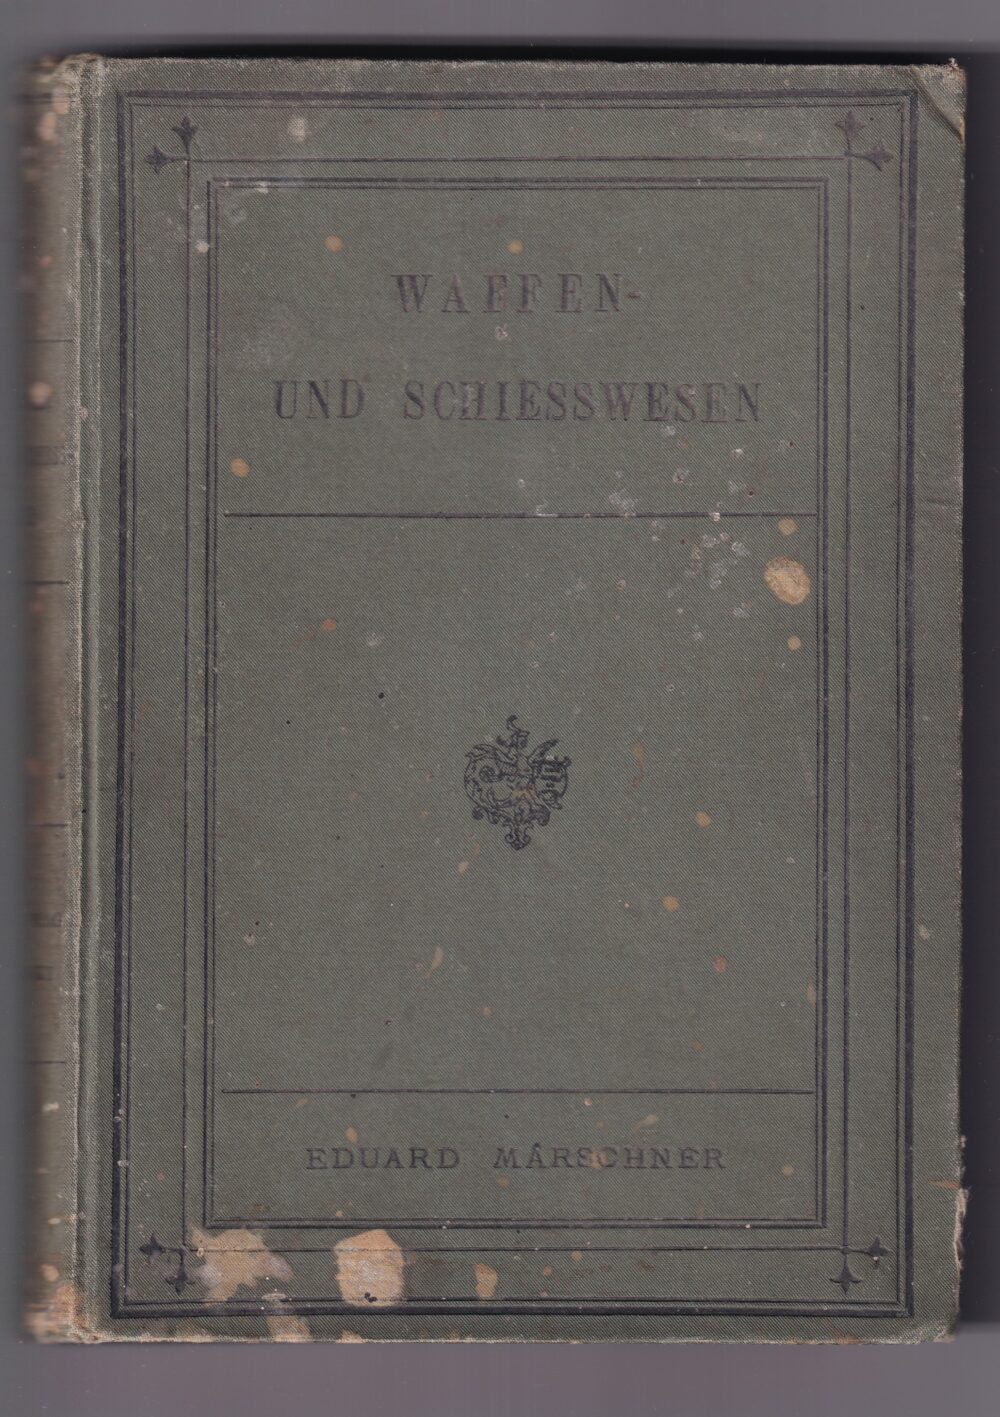 WAFFEN-
UND SCHIESSWESEN
EDUARD MARSCHNER